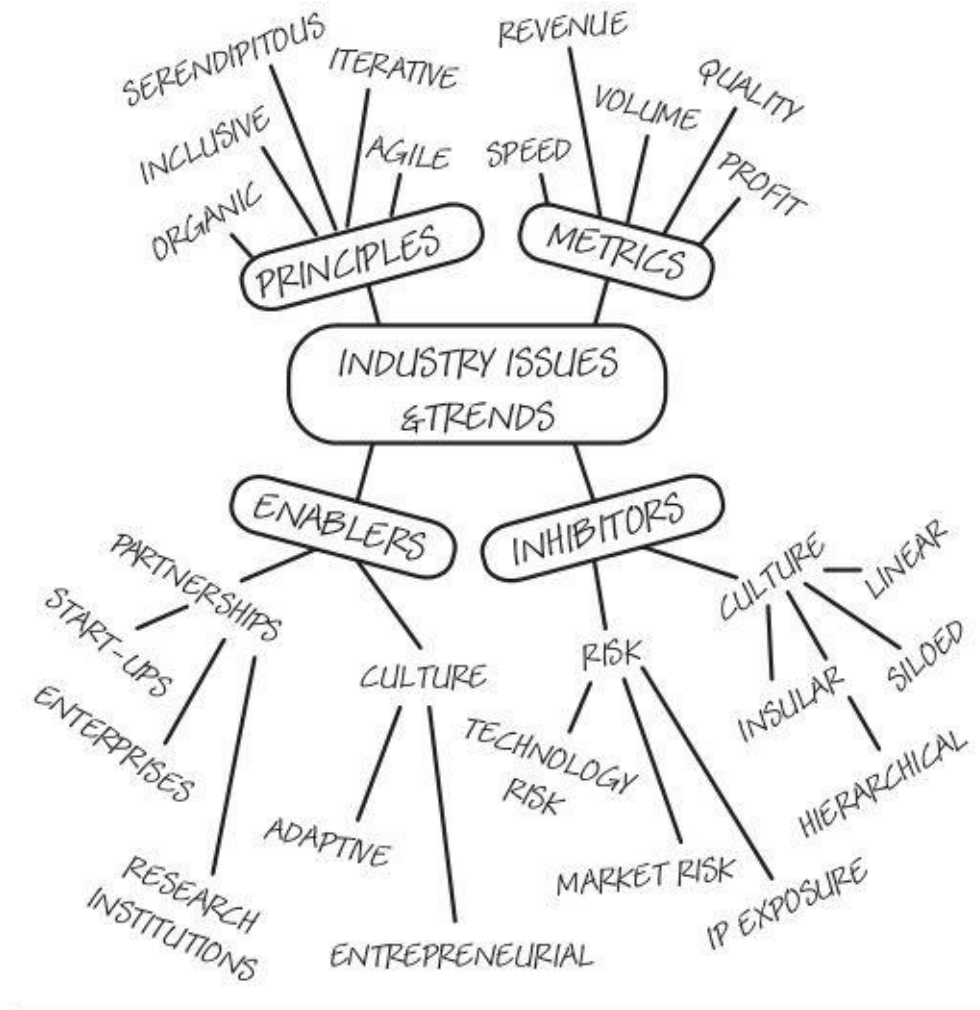 SERENDIPITOUS
ITERATIVE
INCLUSIVE
AGILE
ORGANIC
PRINCIPLES
REVENUE
QUALITY
VOLUME
SPEED
PROFIT
METRICS
INDUSTRY ISSUES
&TRENDS
ENABLERS
PARTNERSHIPS
START-UPS
ENTERPRISES
RESEARCH
INSTITUTIONS
CULTURE
ADAPTIVE
ENTREPRENEURIAL
INHIBITORS
RISK
TECHNOLOGY
RISK
MARKET RISK
IP EXPOSURE
CULTURE
LINEAR
SILOED
INSULAR
HIERARCHICAL